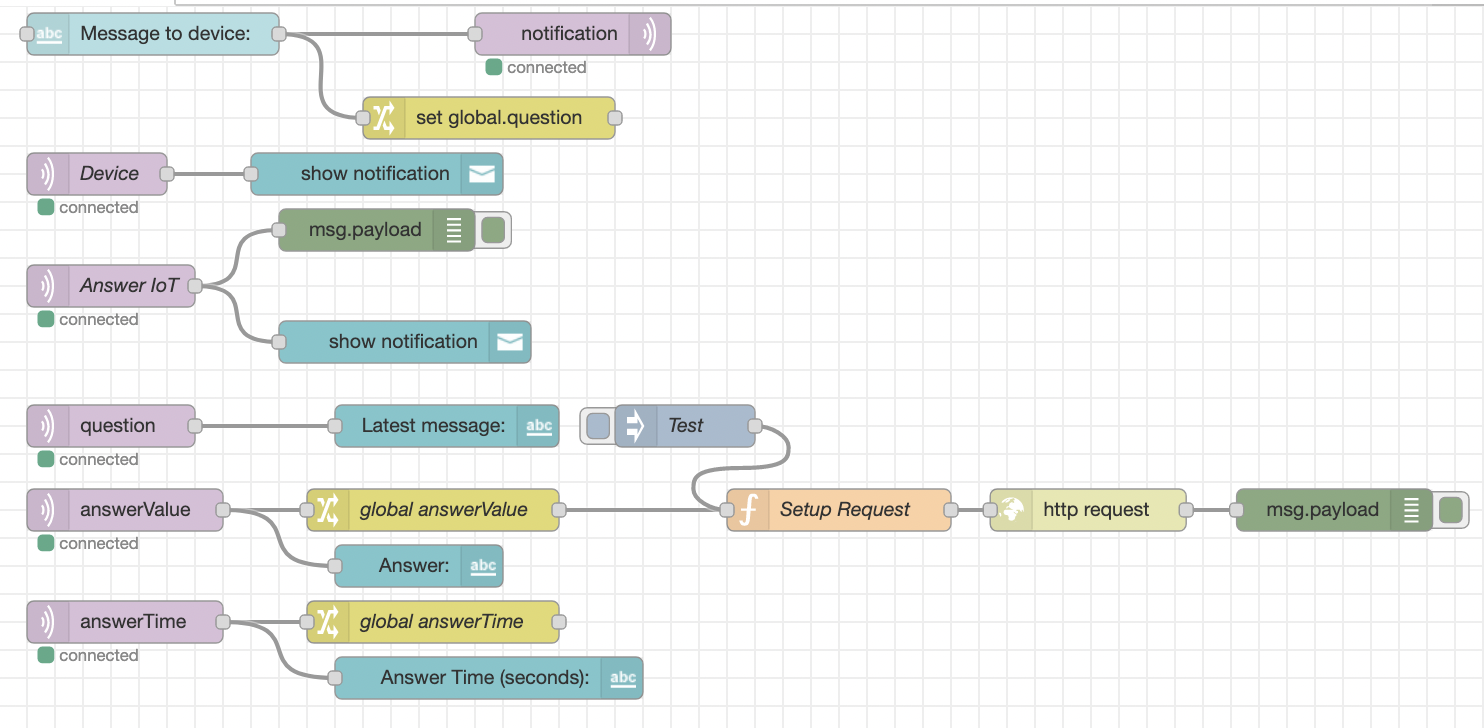 abc Message to device:
notification
connected
set global.question
Device
show notification
connected
msg.payload
Answer IoT
connected
show notification
question
Latest message: abc
Test
connected
answerValue
global answerValue
Setup Request
http request
msg.payload
connected
Answer: abc
answerTime
global answerTime
connected
Answer Time (seconds): abc